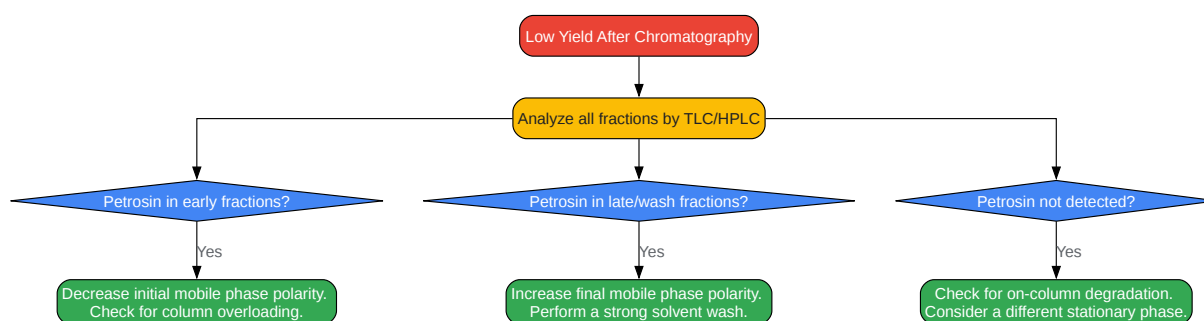 Low Yield After Chromatography
Analyze all fractions by TLC/HPLC
Petrosin in early fractions?
Petrosin in late/wash fractions?
Petrosin not detected?
Yes
Yes
Yes
Decrease initial mobile phase polarity.
Check for column overloading.
Increase final mobile phase polarity.
Perform a strong solvent wash.
Check for on-column degradation.
Consider a different stationary phase.